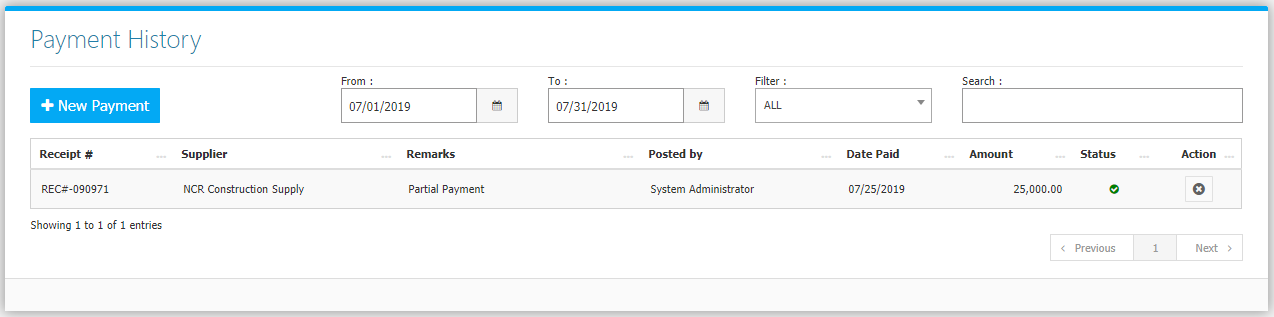 Payment History
From : To : Filter : Search :
New Payment 07/01/2019 07/31/2019 ALL
Receipt # ... Supplier ... Remarks ... Posted by ... Date Paid ... Amount ... Status ... Action ...
REC#-090971 NCR Construction Supply Partial Payment System Administrator 07/25/2019 25,000.00
Showing 1 to 1 of 1 entries
Previous 1 Next